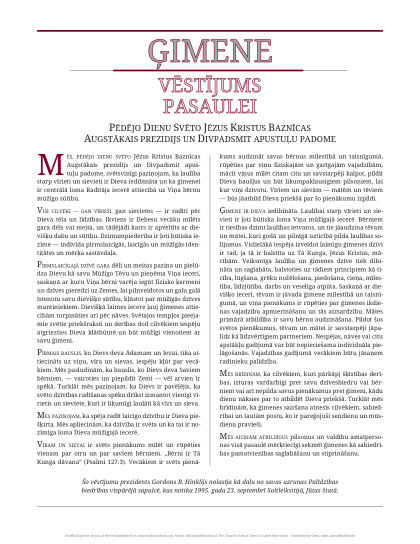 ĢIMENE
VĒSTĪJUMS
PASAULEI
Pēdējo Dienu Svēto Jēzus Kristus Baznīcas
Augstākais prezidijs un Divpadsmit apustuļu padome
Mēs, pēdējo dienu svēto Jēzus Kristus Baznīcas
Augstākais prezidijs un Divpadsmit apus-
tuļu padome, svētsvinīgi paziņojam, ka laulība
starp vīrieti un sievieti ir Dieva iedibināta un ka ģimenei
ir centrālā loma Radītāja iecerē attiecībā uz Viņa bērnu
mūžīgo sūtību.
Visi cilvēki — gan vīrieši, gan sievietes — ir radīti pēc
Dieva tēla un līdzības. Ikviens ir Debesu vecāku mīlēts
gara dēls vai meita, un tādējādi katrs ir apveltīts ar die-
višķu dabu un sūtību. Dzimumpiederība ir ļoti būtiska ie-
zīme — indivīda pirmslaicīgās, laicīgās un mūžīgās iden-
titātes un mērķa sastāvdaļa.
Pirmslaicīgajā dzīvē gara dēli un meitas pazina un pielū-
dza Dievu kā savu Mūžīgo Tēvu un pieņēma Viņa ieceri,
saskaņā ar kuru Viņa bērni varēja iegūt fizisku ķermeni
un dzīves pieredzi uz Zemes, lai pilnveidotos un galu galā
īstenotu savu dievišķo sūtību, kļūstot par mūžīgās dzīves
mantiniekiem. Dievišķā laimes iecerē ļauj ģimenes attie-
cībām turpināties arī pēc nāves. Svētajos tempļos pieeja-
mie svētie priekšraksti un derības dod cilvēkiem iespēju
atgriezties Dieva klātbūtnē un būt mūžīgi vienotiem ar
savu ģimeni.
Pirmais bauslis, ko Dievs deva Ādamam un Ievai, tika at-
tiecināts uz viņu, vīra un sievas, iespēju kļūt par vecā-
kiem. Mēs pasludinām, ka bauslis, ko Dievs deva Saviem
bērniem, — vairoties un piepildīt Zemi — vēl arvien ir
spēkā. Turklāt mēs paziņojam, ka Dievs ir pavēlējis, ka
svēto dzīvības radīšanas spēku drīkst izmantot vienīgi vī-
rietis un sieviete, kuri ir likumīgi laulāti kā vīrs un sieva.
Mēs paziņojam, ka spēja radīt laicīgo dzīvību ir Dieva pie-
šķirta. Mēs apliecinām, ka dzīvība ir svēta un ka tai ir no-
zīmīga loma Dieva mūžīgajā iecerē.
Vīram un sievai ir svēts pienākums mīlēt un rūpēties
vienam par otru un par saviem bērniem. „Bērni ir Tā
Kunga dāvana” (Psalmi 127:3). Vecākiem ir svēts pienā-
kums audzināt savus bērnus mīlestībā un taisnīgumā,
rūpēties par viņu fiziskajām un garīgajām vajadzībām,
mācīt viņus mīlēt citam citu un savstarpēji kalpot, pildīt
Dieva baušļus un būt likumpaklausīgiem pilsoņiem, lai
kur viņi dzīvotu. Vīriem un sievām — mātēm un tēviem
— būs jāatbild Dieva priekšā par šo pienākumu izpildi.
Ģimene ir Dieva iedibināta. Laulībai starp vīrieti un sie-
vieti ir ļoti būtiska loma Viņa mūžīgajā iecerē. Bērniem
ir tiesības dzimt laulības ietvaros, un tie jāaudzina tēvam
un mātei, kuri godā un pilnīgā uzticībā pilda laulības so-
lījumus. Vislielākā iespēja izveidot laimīgu ģimenes dzīvi
ir tad, ja tā ir balstīta uz Tā Kunga, Jēzus Kristus, mā-
cībām. Veiksmīga laulība un ģimenes dzīve tiek dibi-
nāta un saglabāta, balstoties uz tādiem principiem kā ti-
cība, lūgšana, grēku nožēlošana, piedošana, cieņa, mīles-
tība, līdzjūtība, darbs un veselīga atpūta. Saskaņā ar die-
višķo ieceri, tēvam ir jāvada ģimene mīlestībā un taisnī-
gumā, un viņa pienākums ir rūpēties par ģimenes ikdie-
nas vajadzību apmierināšanu un tās aizsardzību. Mātes
primārā atbildība ir savu bērnu audzināšana. Pildot šos
svētos pienākumus, tēvam un mātei ir savstarpēji jāpa-
līdz kā līdzvērtīgiem partneriem. Nespējas, nāves vai citu
apstākļu gadījumā var būt nepieciešama individuāla pie-
lāgošanās. Vajadzības gadījumā vecākiem būtu jāsaņem
radinieku palīdzība.
Mēs brīdinām, ka cilvēkiem, kuri pārkāpj šķīstības derī-
bas, izturas vardarbīgi pret savu dzīvesbiedru vai bēr-
niem vai arī nepilda savus pienākumus pret ģimeni, kādu
dienu nāksies par to atbildēt Dieva priekšā. Turklāt mēs
brīdinām, ka ģimenes sairšana atnesīs cilvēkiem, sabied-
rībai un tautām postu, ko ir paredzējuši sendienu un mūs-
dienu pravieši.
Mēs aicinām atbildīgus pilsoņus un valdību amatperso-
nas visā pasaulē mērķtiecīgi sekmēt ģimenes kā sabiedrī-
bas pamatvienības saglabāšanu un stiprināšanu.
Šo vēstījumu prezidents Gordons B. Hinklijs nolasīja kā daļu no savas uzrunas Palīdzības
biedrības vispārējā sapulcē, kas notika 1995. gada 23. septembrī Soltleiksitijā, Jūtas štatā.